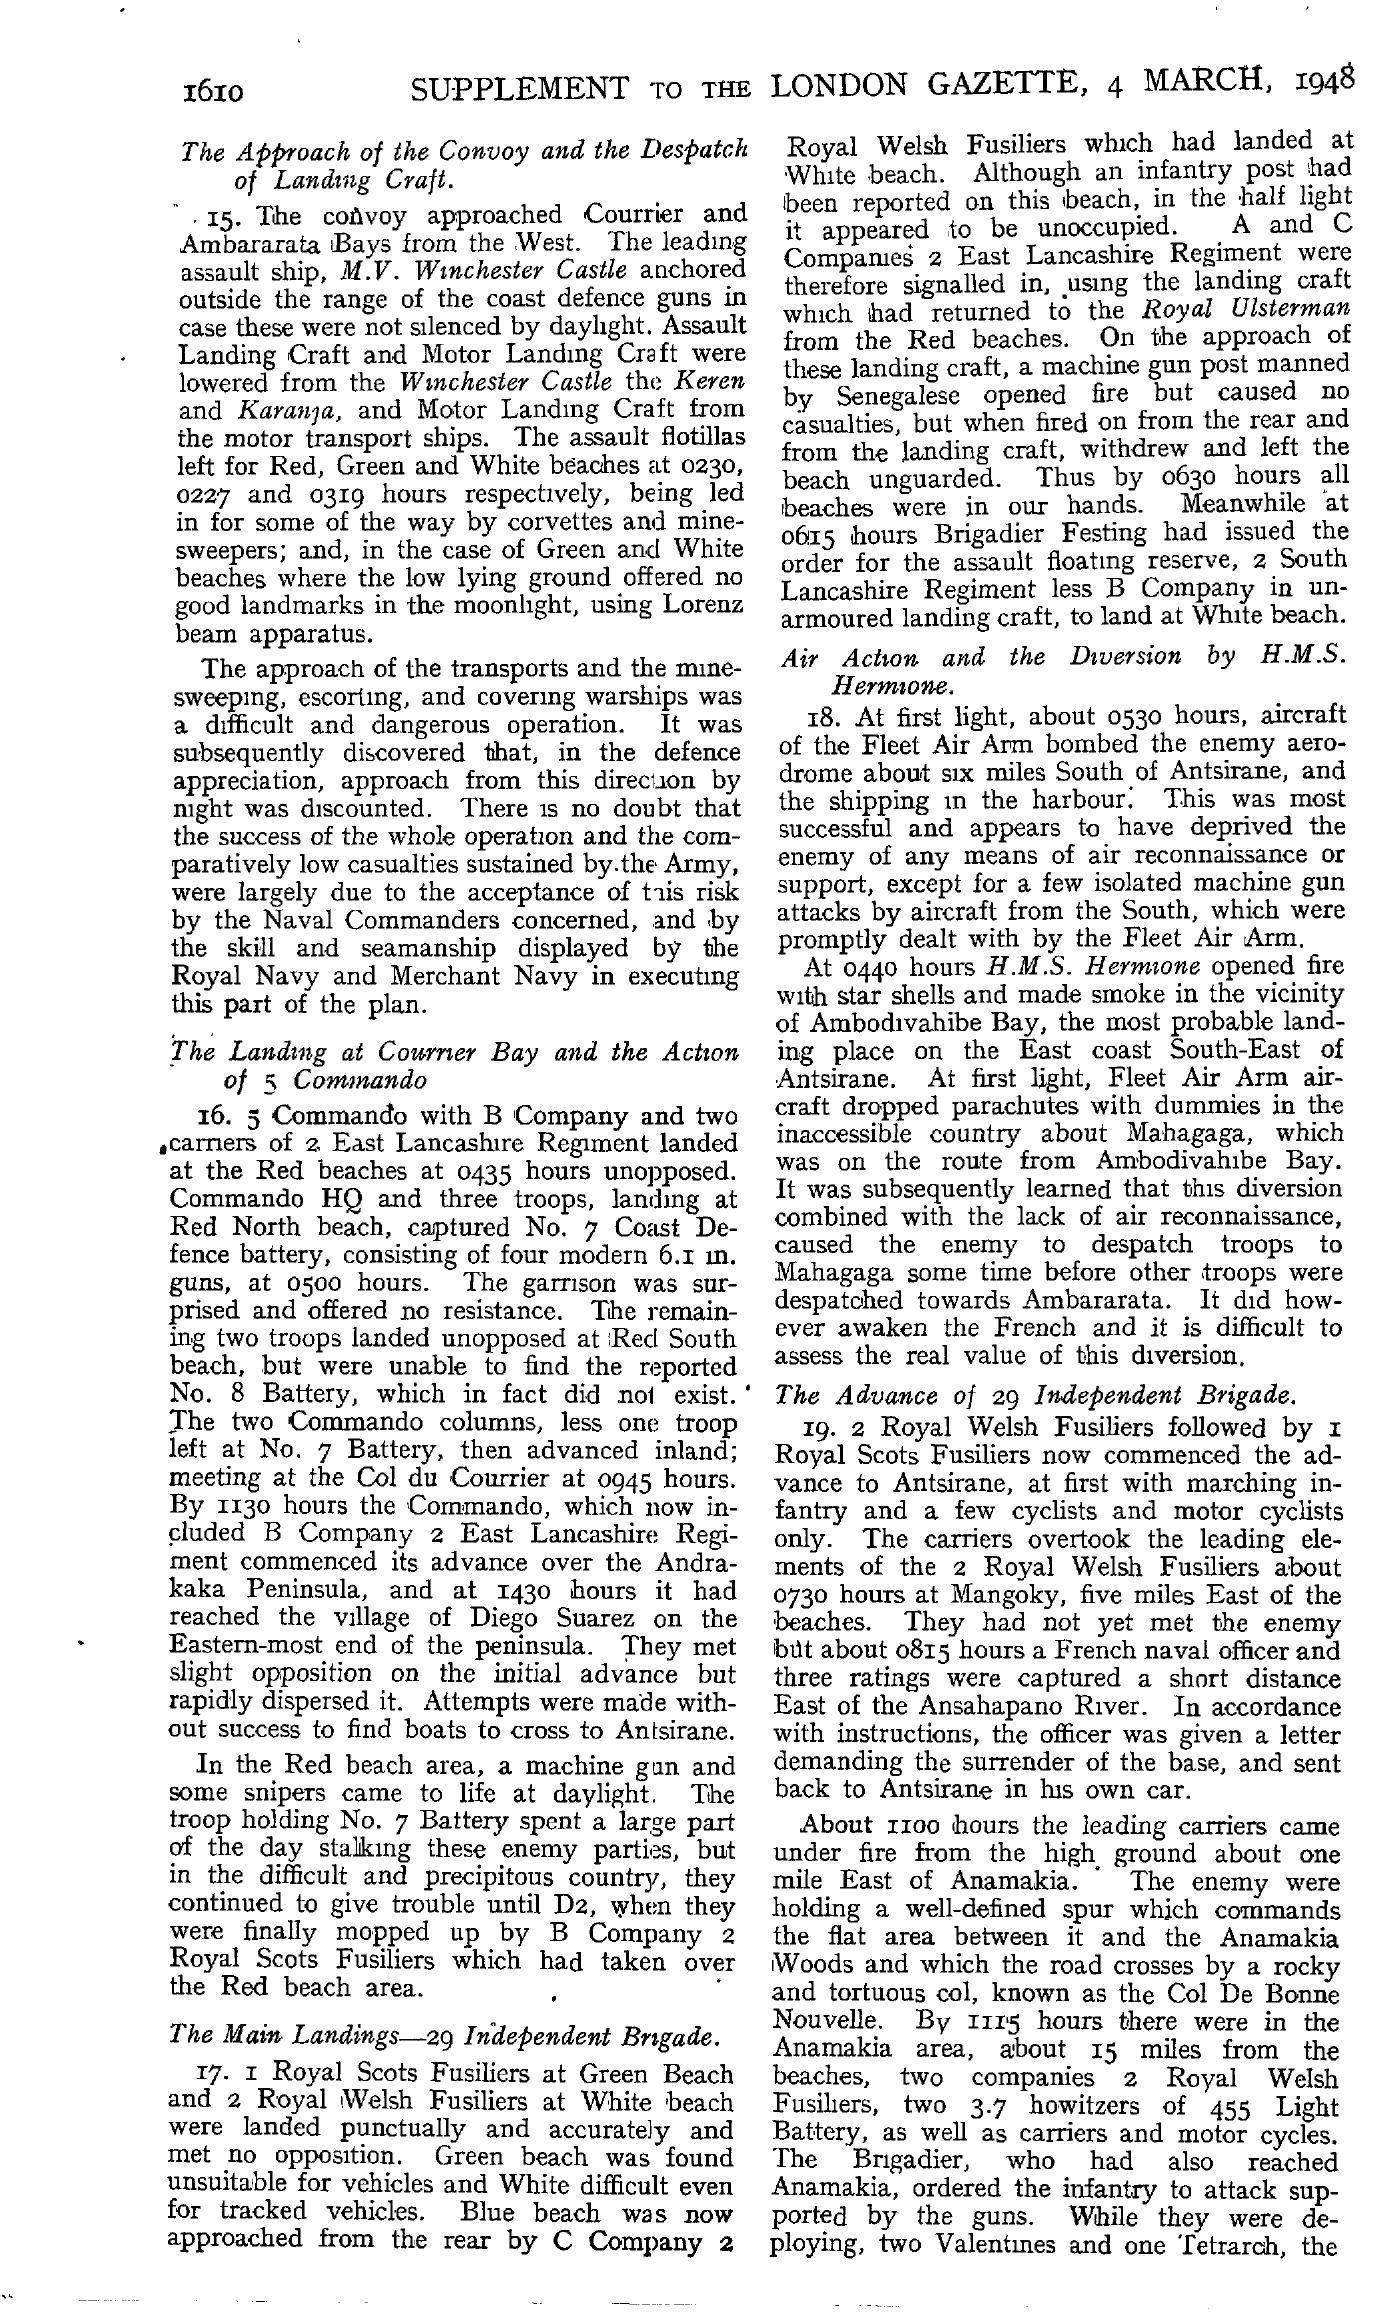 1610 SUPPLEMENT TO THE LONDON GAZETTE, 4 MARCH, 1948
The Approach of the Convoy and the Despatch
of Landing Craft.
15. The convoy approached Courrier and
Ambararata Bays from the West. The leading
assault ship, M.V. Winchester Castle anchored
outside the range of the coast defence guns in
case these were not silenced by daylight. Assault
Landing Craft and Motor Landing Craft were
lowered from the Winchester Castle the Keren
and Karanja, and Motor Landing Craft from
the motor transport ships. The assault flotillas
left for Red, Green and White beaches at 0230,
0227 and 0319 hours respectively, being led
in for some of the way by corvettes and mine-
sweepers; and, in the case of Green and White
beaches where the low lying ground offered no
good landmarks in the moonlight, using Lorenz
beam apparatus.
The approach of the transports and the mine-
sweeping, escorting, and covering warships was
a difficult and dangerous operation. It was
subsequently discovered that, in the defence
appreciation, approach from this direction by
night was discounted. There is no doubt that
the success of the whole operation and the com-
paratively low casualties sustained by the Army,
were largely due to the acceptance of this risk
by the Naval Commanders concerned, and by
the skill and seamanship displayed by the
Royal Navy and Merchant Navy in executing
this part of the plan.
The Landing at Courrier Bay and the Action
of 5 Commando
16. 5 Commando with B Company and two
carriers of 2 East Lancashire Regiment landed
at the Red beaches at 0435 hours unopposed.
Commando HQ and three troops, landing at
Red North beach, captured No. 7 Coast De-
fence battery, consisting of four modern 6.1 in.
guns, at 0500 hours. The garrison was sur-
prised and offered no resistance. The remain-
ing two troops landed unopposed at Red South
beach, but were unable to find the reported
No. 8 Battery, which in fact did not exist.
The two Commando columns, less one troop
left at No. 7 Battery, then advanced inland;
meeting at the Col du Courrier at 0945 hours.
By 1130 hours the Commando, which now in-
cluded B Company 2 East Lancashire Regi-
ment commenced its advance over the Andra-
kaka Peninsula, and at 1430 hours it had
reached the village of Diego Suarez on the
Eastern-most end of the peninsula. They met
slight opposition on the initial advance but
rapidly dispersed it. Attempts were made with-
out success to find boats to cross to Antsirane.
In the Red beach area, a machine gun and
some snipers came to life at daylight. The
troop holding No. 7 Battery spent a large part
of the day stalking these enemy parties, but
in the difficult and precipitous country, they
continued to give trouble until D2, when they
were finally mopped up by B Company 2
Royal Scots Fusiliers which had taken over
the Red beach area.
The Main Landings—29 Independent Brigade.
17. 1 Royal Scots Fusiliers at Green Beach
and 2 Royal Welsh Fusiliers at White beach
were landed punctually and accurately and
met no opposition. Green beach was found
unsuitable for vehicles and White difficult even
for tracked vehicles. Blue beach was now
approached from the rear by C Company 2
Royal Welsh Fusiliers which had landed at
White beach. Although an infantry post had
been reported on this beach, in the half light
it appeared to be unoccupied. A and C
Companies 2 East Lancashire Regiment were
therefore signalled in, using the landing craft
which had returned to the Royal Ulsterman
from the Red beaches. On the approach of
these landing craft, a machine gun post manned
by Senegalese opened fire but caused no
casualties, but when fired on from the rear and
from the landing craft, withdrew and left the
beach unguarded. Thus by 0630 hours all
beaches were in our hands. Meanwhile at
0615 hours Brigadier Festing had issued the
order for the assault floating reserve, 2 South
Lancashire Regiment less B Company in un-
armoured landing craft, to land at White beach.
Air Action and the Diversion by H.M.S.
Hermione.
18. At first light, about 0530 hours, aircraft
of the Fleet Air Arm bombed the enemy aero-
drome about six miles South of Antsirane, and
the shipping in the harbour. This was most
successful and appears to have deprived the
enemy of any means of air reconnaissance or
support, except for a few isolated machine gun
attacks by aircraft from the South, which were
promptly dealt with by the Fleet Air Arm.
At 0440 hours H.M.S. Hermione opened fire
with star shells and made smoke in the vicinity
of Ambodivahibe Bay, the most probable land-
ing place on the East coast South-East of
Antsirane. At first light, Fleet Air Arm air-
craft dropped parachutes with dummies in the
inaccessible country about Mahagaga, which
was on the route from Ambodivahibe Bay.
It was subsequently learned that this diversion
combined with the lack of air reconnaissance,
caused the enemy to despatch troops to
Mahagaga some time before other troops were
despatched towards Ambararata. It did how-
ever awaken the French and it is difficult to
assess the real value of this diversion.
The Advance of 29 Independent Brigade.
19. 2 Royal Welsh Fusiliers followed by 1
Royal Scots Fusiliers now commenced the ad-
vance to Antsirane, at first with marching in-
fantry and a few cyclists and motor cyclists
only. The carriers overtook the leading ele-
ments of the 2 Royal Welsh Fusiliers about
0730 hours at Mangoky, five miles East of the
beaches. They had not yet met the enemy
but about 0815 hours a French naval officer and
three ratings were captured a short distance
East of the Ansahapano River. In accordance
with instructions, the officer was given a letter
demanding the surrender of the base, and sent
back to Antsirane in his own car.
About 1100 hours the leading carriers came
under fire from the high ground about one
mile East of Anamakia. The enemy were
holding a well-defined spur which commands
the flat area between it and the Anamakia
Woods and which the road crosses by a rocky
and tortuous col, known as the Col De Bonne
Nouvelle. By 1115 hours there were in the
Anamakia area, about 15 miles from the
beaches, two companies 2 Royal Welsh
Fusiliers, two 3.7 howitzers of 455 Light
Battery, as well as carriers and motor cycles.
The Brigadier, who had also reached
Anamakia, ordered the infantry to attack sup-
ported by the guns. While they were de-
ploying, two Valentines and one Tetrarch, the